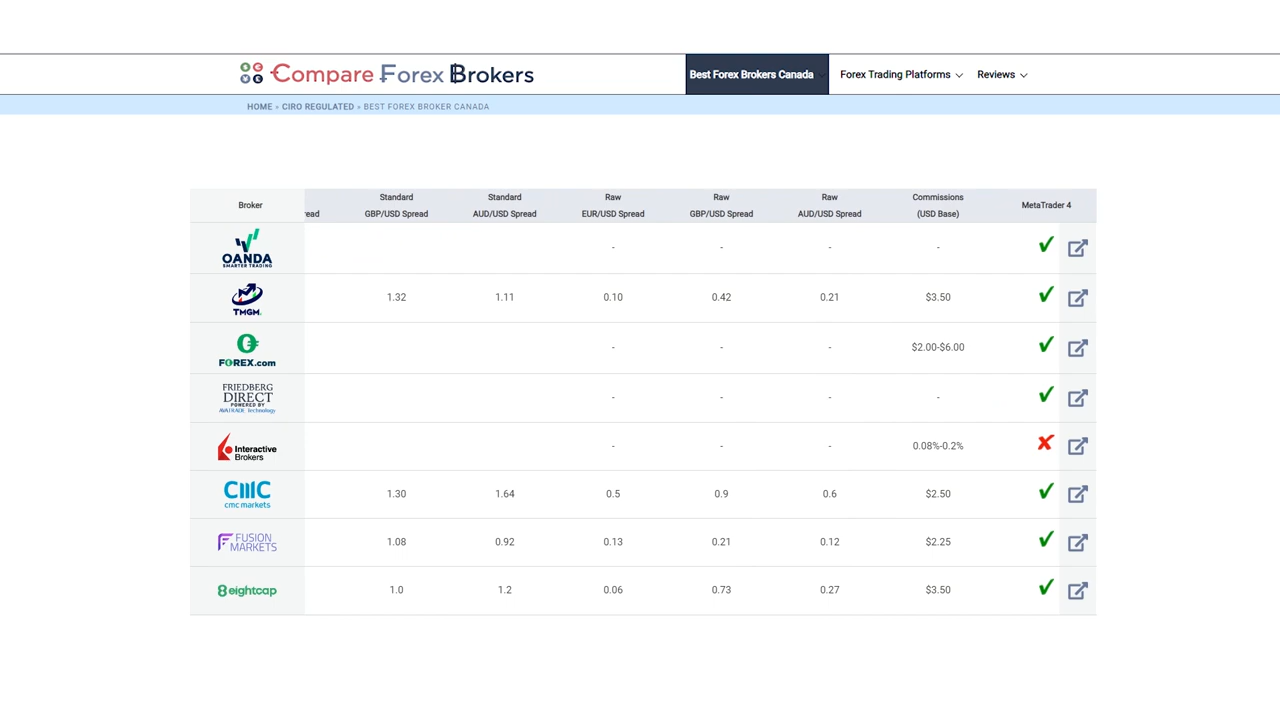 Compare Forex Brokers
Best Forex Brokers Canada
Forex Trading Platforms
Reviews
HOME » CIRO REGULATED » BEST FOREX BROKER CANADA
Broker
read
Standard
GBP/USD Spread
Standard
AUD/USD Spread
Raw
EUR/USD Spread
Raw
GBP/USD Spread
Raw
AUD/USD Spread
Commissions
(USD Base)
MetaTrader 4
OANDA
SMARTER TRADING
- - - -
TMGM
1.32 1.11 0.10 0.42 0.21 $3.50
FOREX.com
- - - $2.00-$6.00
FRIEDBERG
DIRECT
POWERED BY
AVATRADE Technology
- - - -
Interactive
Brokers
- - - 0.08%-0.2%
CMC
cmc markets
1.30 1.64 0.5 0.9 0.6 $2.50
FUSION
MARKETS
1.08 0.92 0.13 0.21 0.12 $2.25
eightcap
1.0 1.2 0.06 0.73 0.27 $3.50